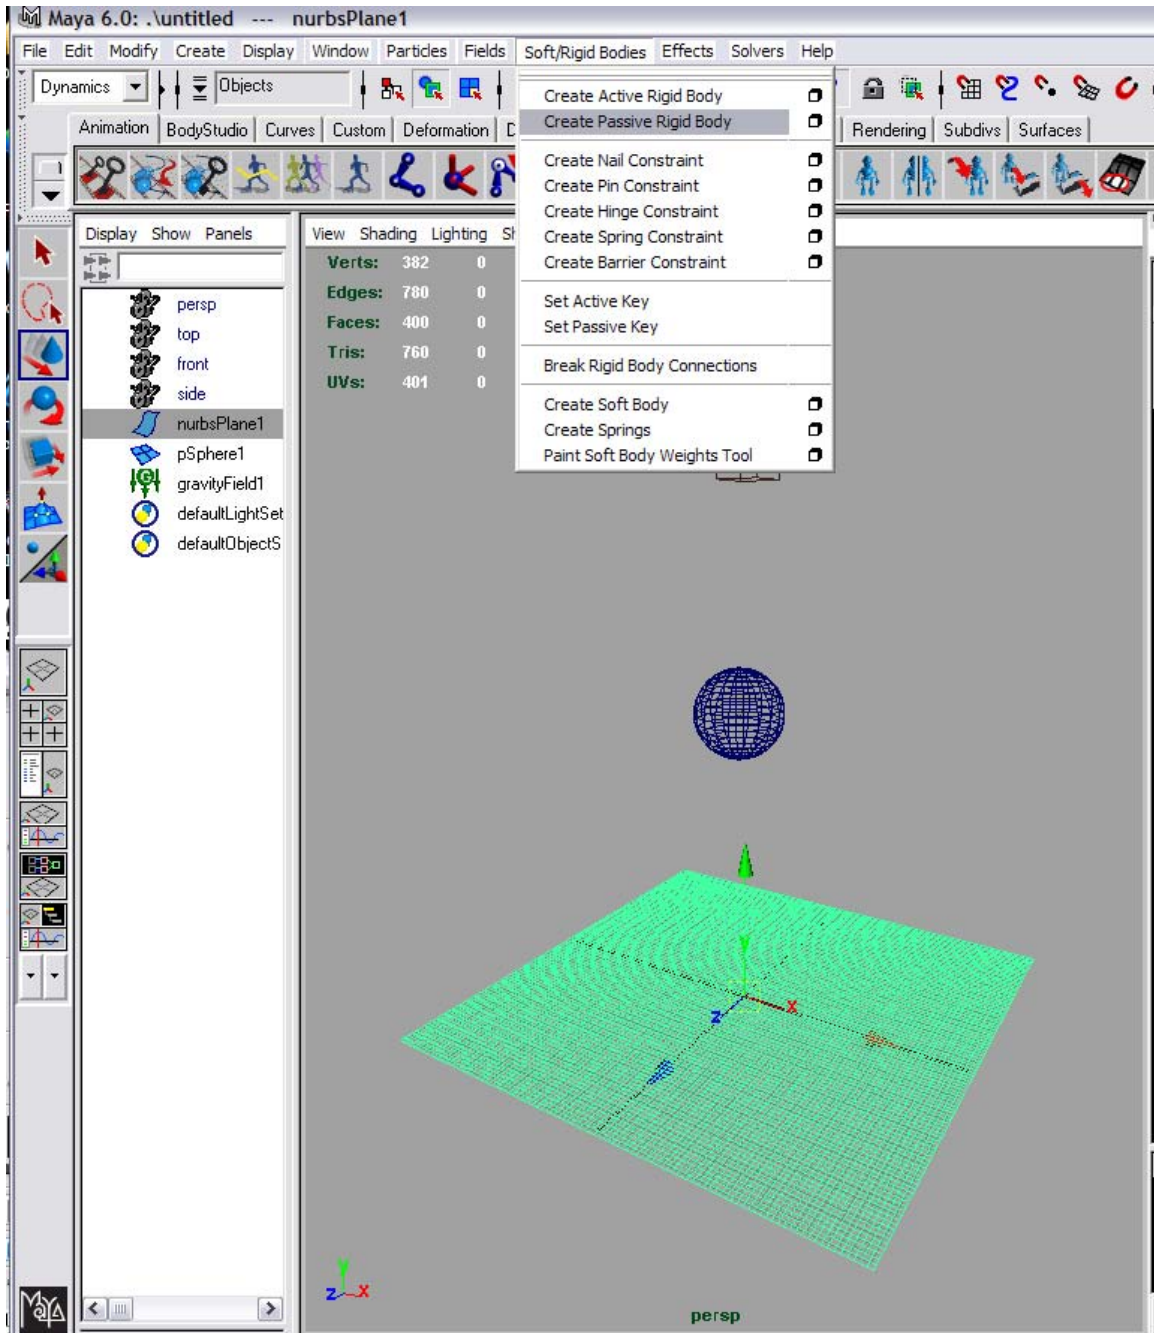 Maya 6.0: .\untitled --- nurbsPlane1
File Edit Modify Create Display Window Particles Fields Soft/Rigid Bodies Effects Solvers Help
Dynamics Objects
Animation BodyStudio Curves Custom Deformation Rendering Subdivs Surfaces
Create Active Rigid Body
Create Passive Rigid Body
Create Nail Constraint
Create Pin Constraint
Create Hinge Constraint
Create Spring Constraint
Create Barrier Constraint
Set Active Key
Set Passive Key
Break Rigid Body Connections
Create Soft Body
Create Springs
Paint Soft Body Weights Tool
Display Show Panels
persp
top
front
side
nurbsPlane1
pSphere1
gravityField1
defaultLightSet
defaultObjectS
View Shading Lighting
Verts: 382 0
Edges: 780 0
Faces: 400 0
Tris: 760 0
UVs: 401 0
y
x
z
y
z x
persp
MAYA